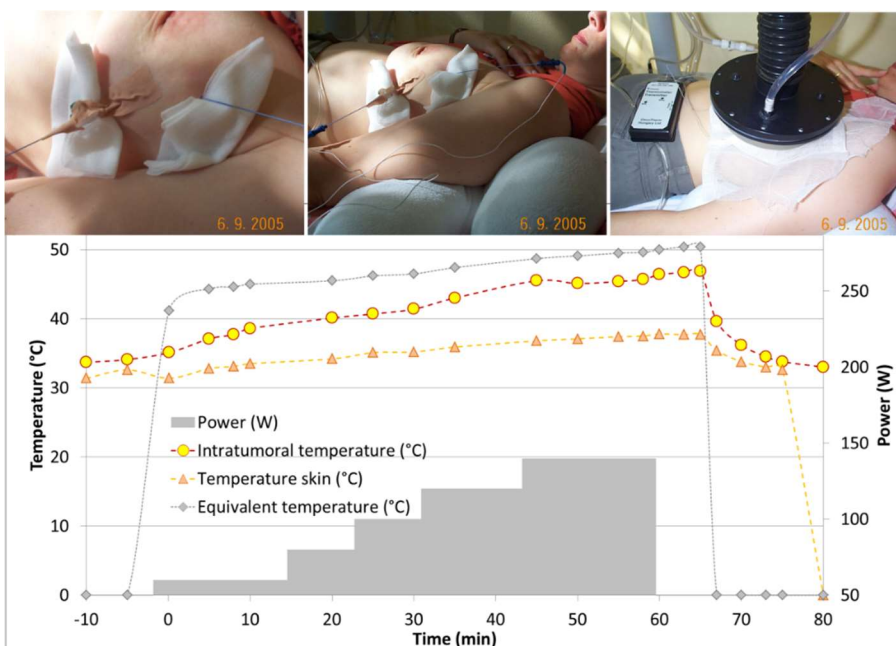 6. 9. 2005
6. 9. 2005
6. 9. 2005
Temperature (°C)
50
40
30
20
10
0
Power (W)
Intratumoral temperature (°C)
Temperature skin (°C)
Equivalent temperature (°C)
250
200
150
100
50
Power (W)
-10
0
10
20
30
40
50
60
70
80
Time (min)